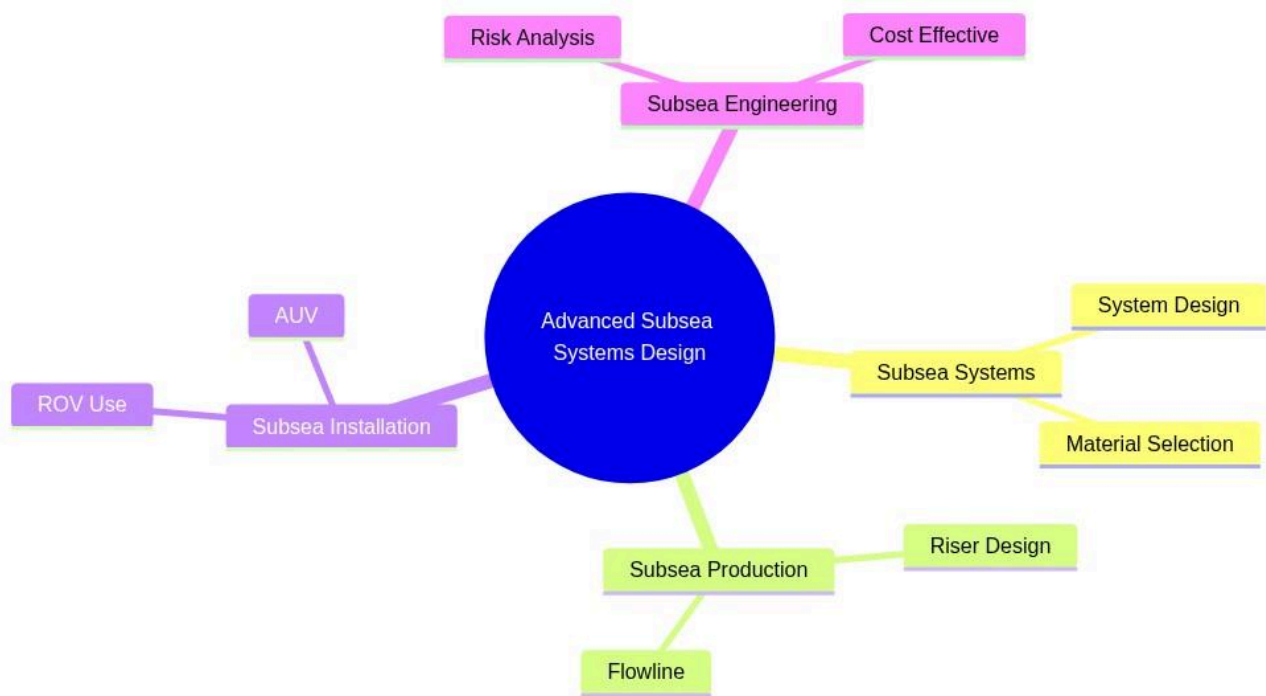 Risk Analysis
Cost Effective
Subsea Engineering
Advanced Subsea
Systems Design
AUV
ROV Use
Subsea Installation
System Design
Subsea Systems
Material Selection
Riser Design
Subsea Production
Flowline